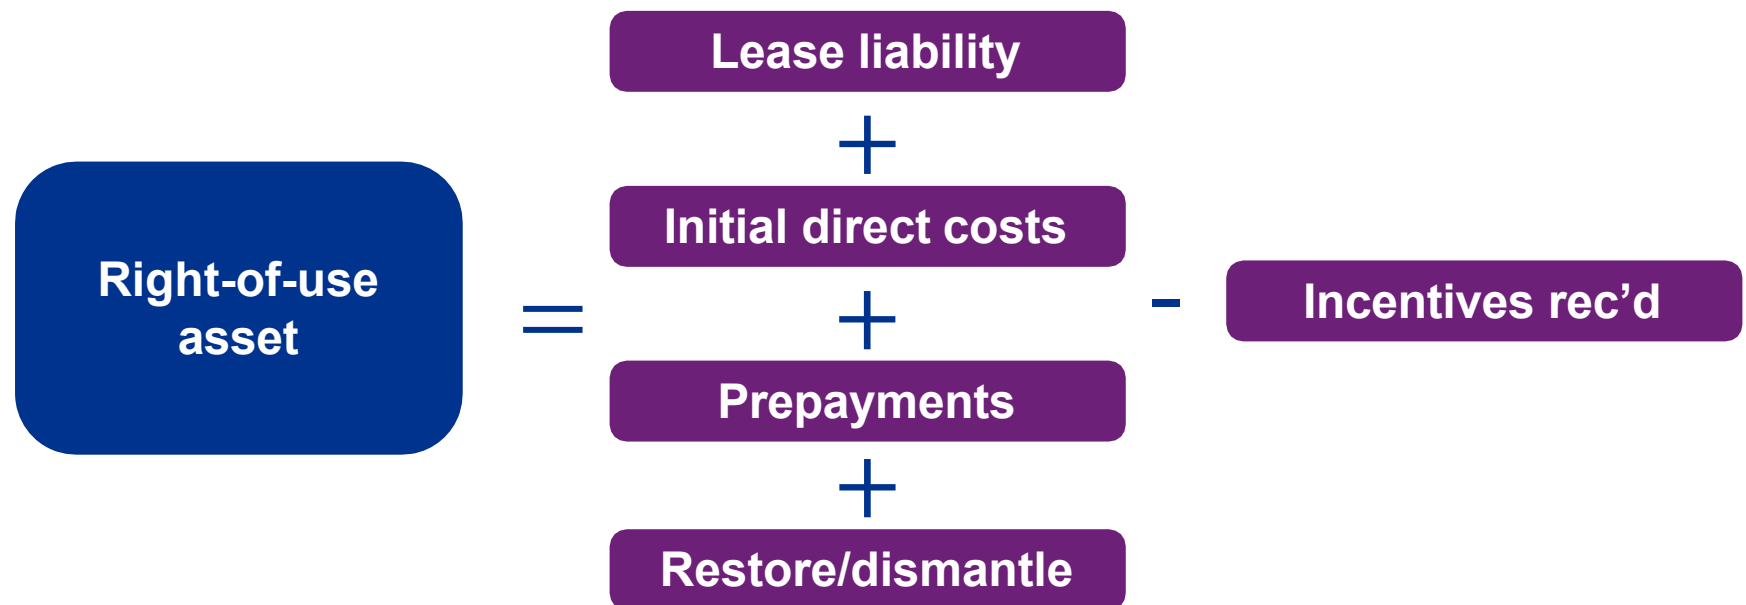 Lease liability
+
Right-of-use
asset
=
Initial direct costs
+
Prepayments
+
Restore/dismantle
-
Incentives rec’d